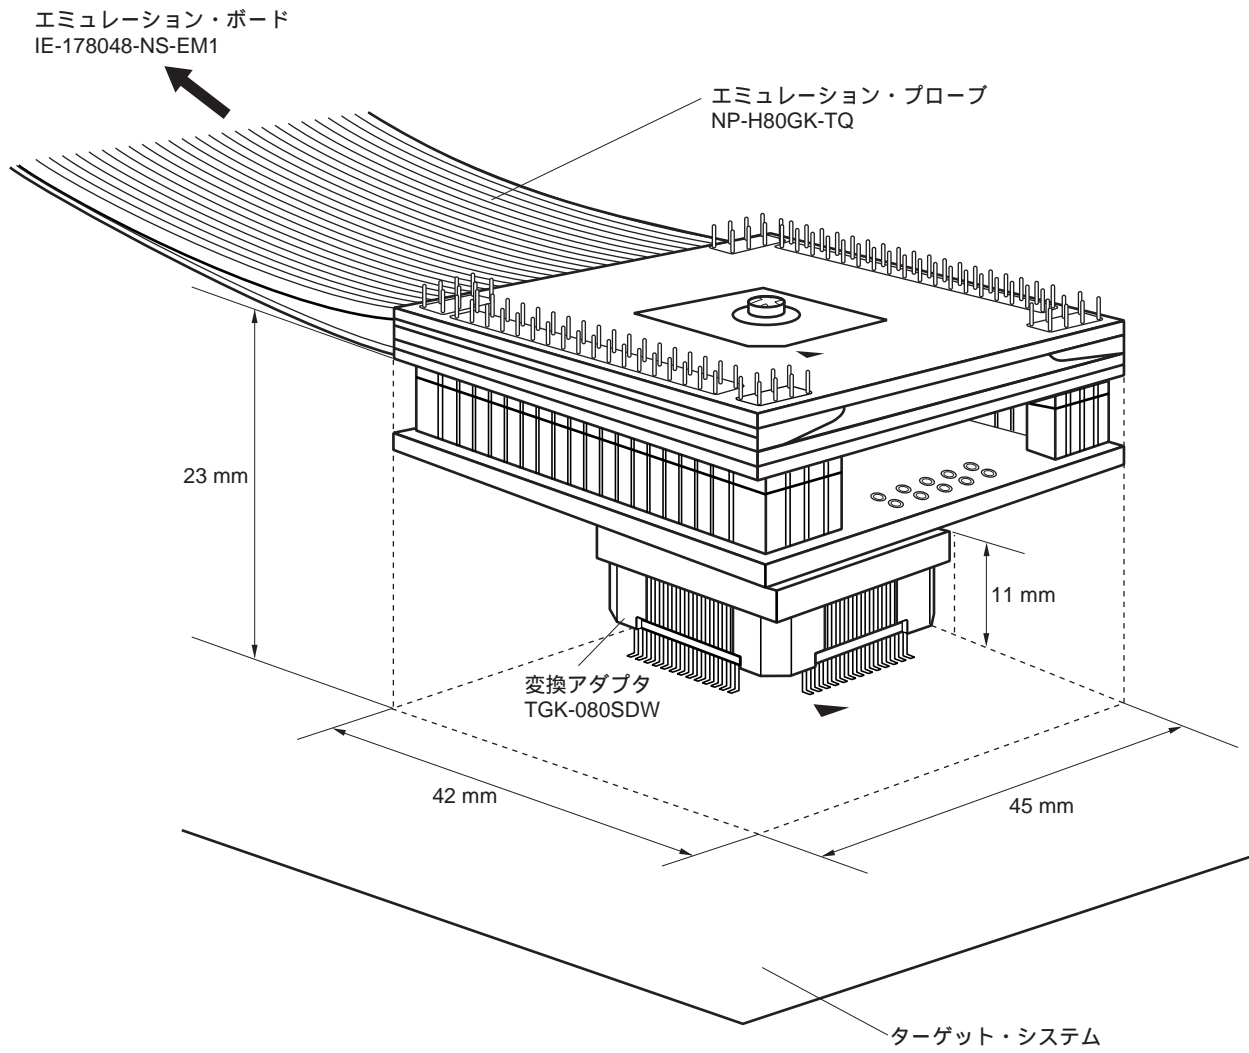 エミュレーション・ボード
IE-178048-NS-EM1
エミュレーション・プローブ
NP-H80GK-TQ
23 mm
11 mm
変換アダプタ
TGK-080SDW
42 mm
45 mm
ターゲット・システム